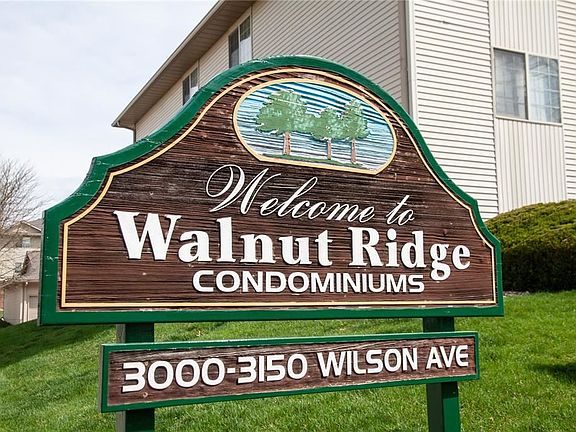 Welcome to
Walnut Ridge
CONDOMINIUMS
3000-3150 WILSON AVE